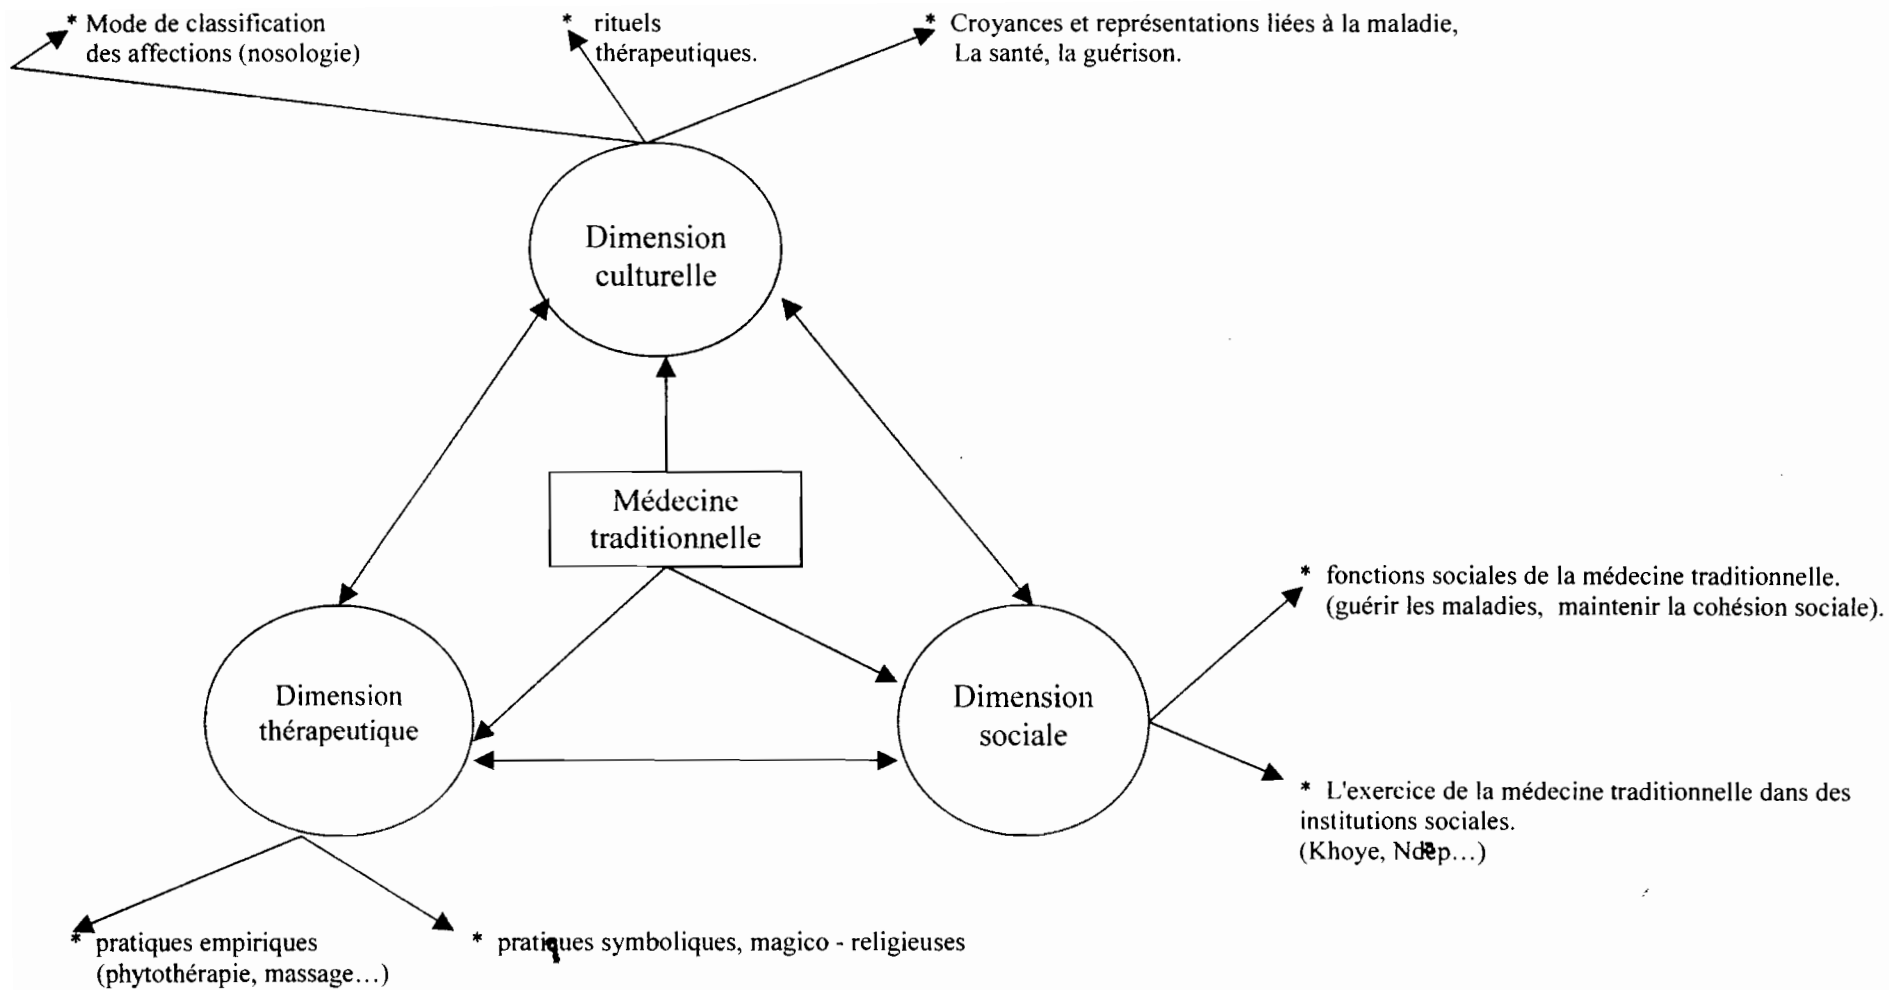 * Mode de classification
des affections (nosologie)
* rituels
thérapeutiques.
* Croyances et représentations liées à la maladie,
La santé, la guérison.
Dimension
culturelle
Médecine
traditionnelle
* fonctions sociales de la médecine traditionnelle.
(guérir les maladies, maintenir la cohésion sociale).
Dimension
thérapeutique
Dimension
sociale
* L'exercice de la médecine traditionnelle dans des
institutions sociales.
(Khoye, Ndëp...)
* pratiques empiriques
(phytothérapie, massage...)
* pratiques symboliques, magico - religieuses